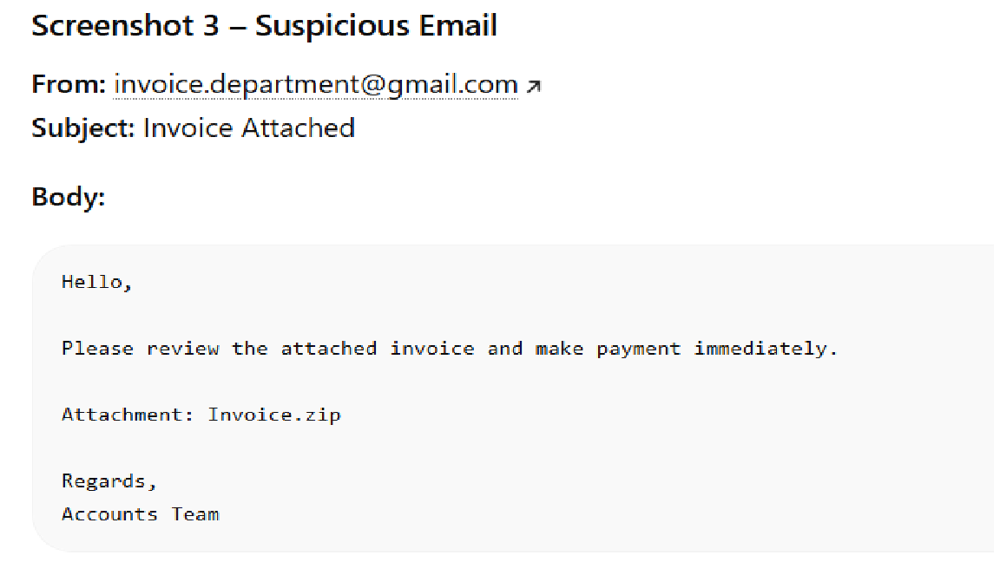 Screenshot 3 – Suspicious Email
From: invoice.department@gmail.com ↗
Subject: Invoice Attached
Body:
Hello,
Please review the attached invoice and make payment immediately.
Attachment: Invoice.zip
Regards,
Accounts Team